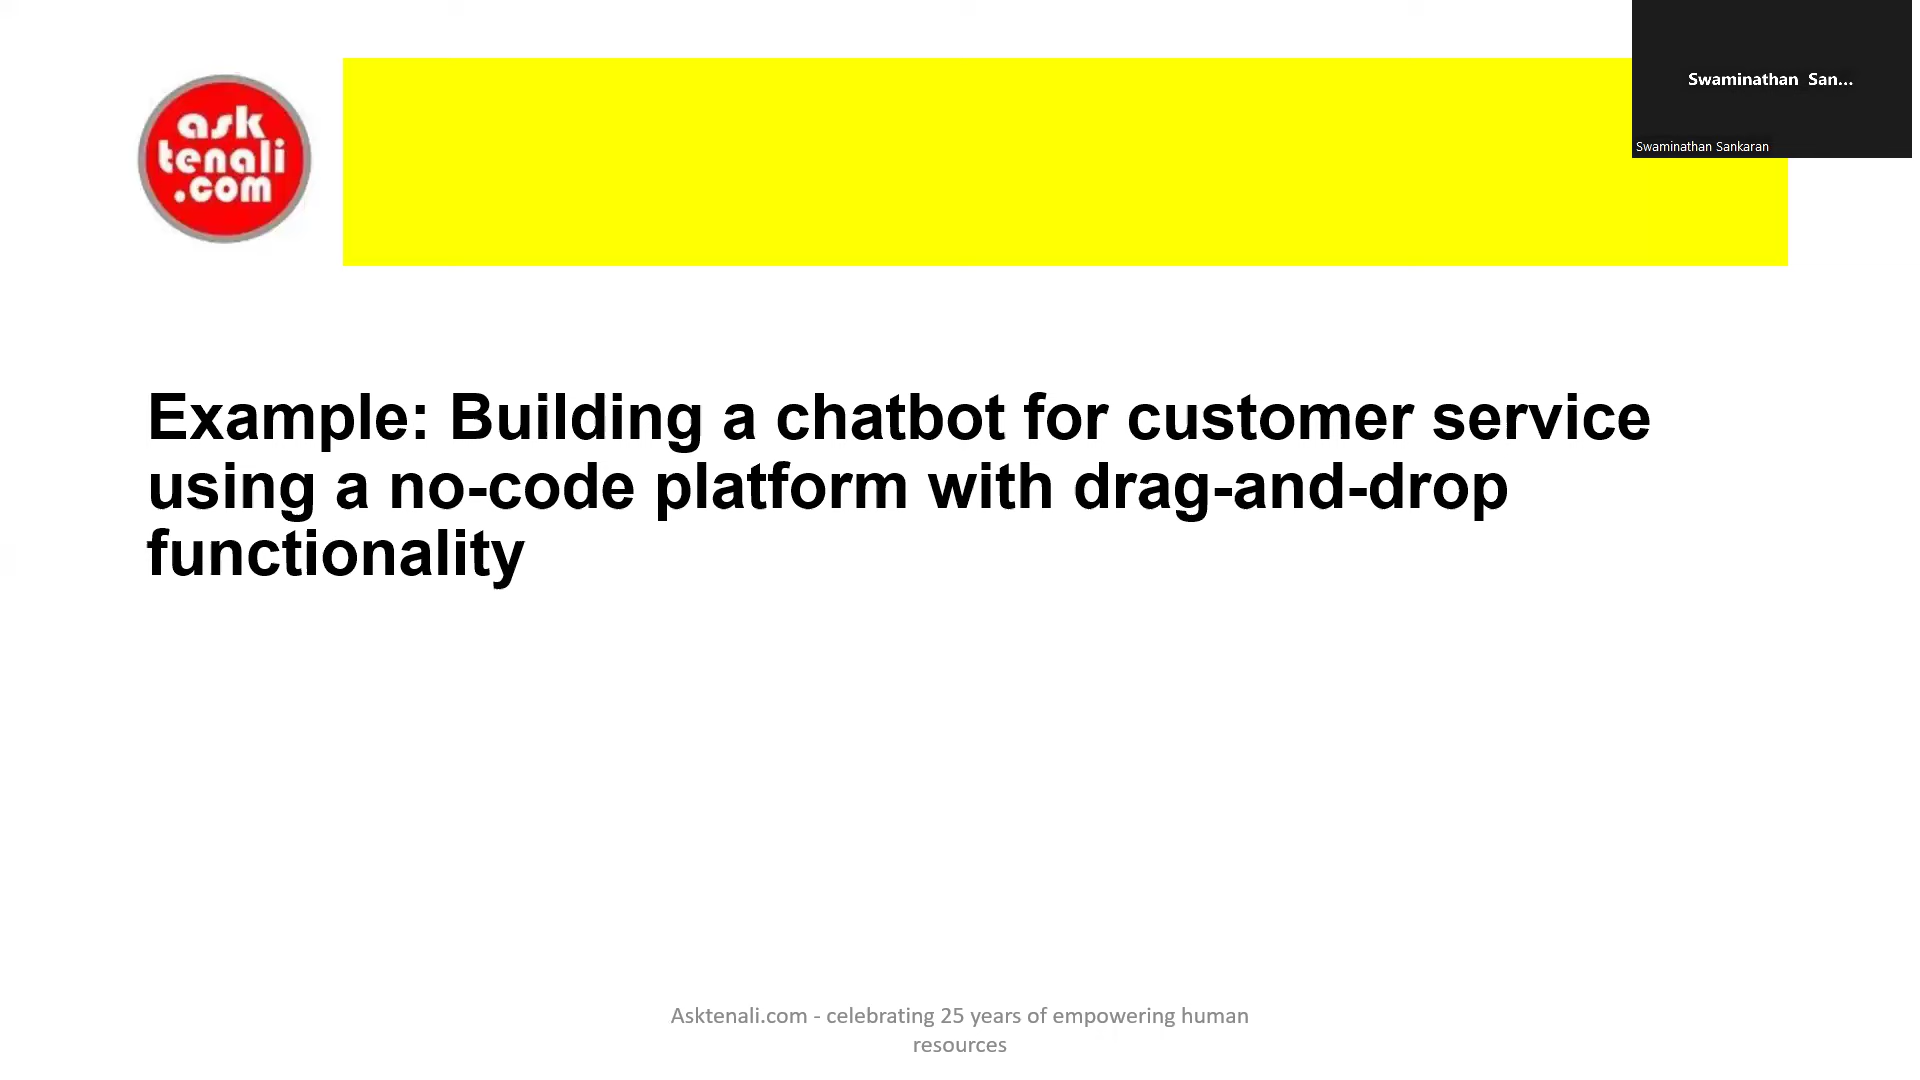 Swaminathan San...
Swaminathan Sankaran
ask
tenali
.com
Example: Building a chatbot for customer service
using a no-code platform with drag-and-drop
functionality
Asktenali.com - celebrating 25 years of empowering human
resources